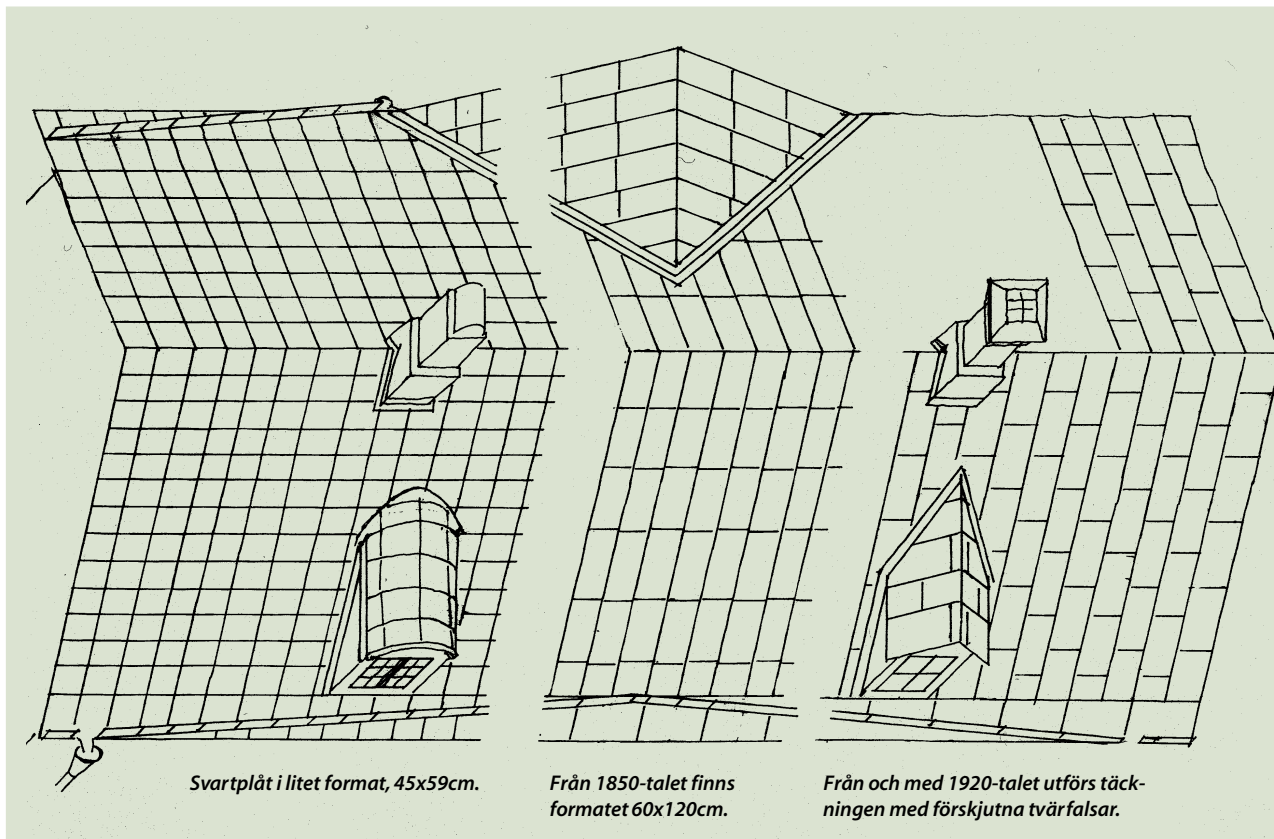 Svartplåt i litet format, 45x59cm.
Från 1850-talet finns
formatet 60x120cm.
Från och med 1920-talet utförs täck-
ningen med förskjutna tvärfalsar.